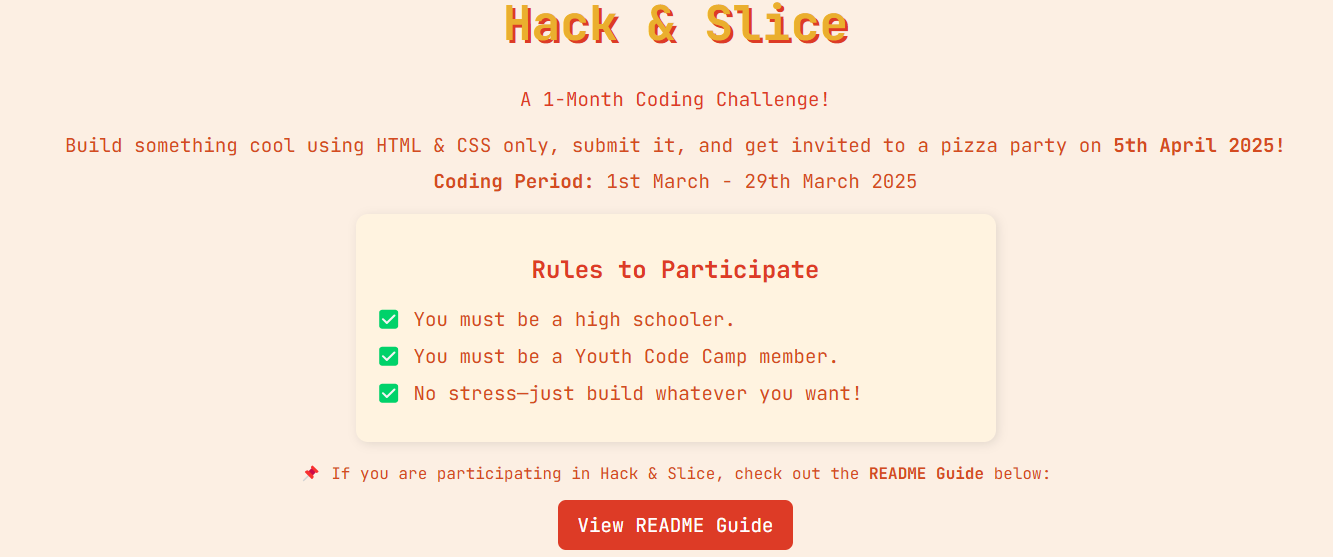 Hack & Slice
A 1-Month Coding Challenge!
Build something cool using HTML & CSS only, submit it, and get invited to a pizza party on 5th April 2025!
Coding Period: 1st March - 29th March 2025
Rules to Participate
✅ You must be a high schooler.
✅ You must be a Youth Code Camp member.
✅ No stress—just build whatever you want!
📌 If you are participating in Hack & Slice, check out the README Guide below:
View README Guide